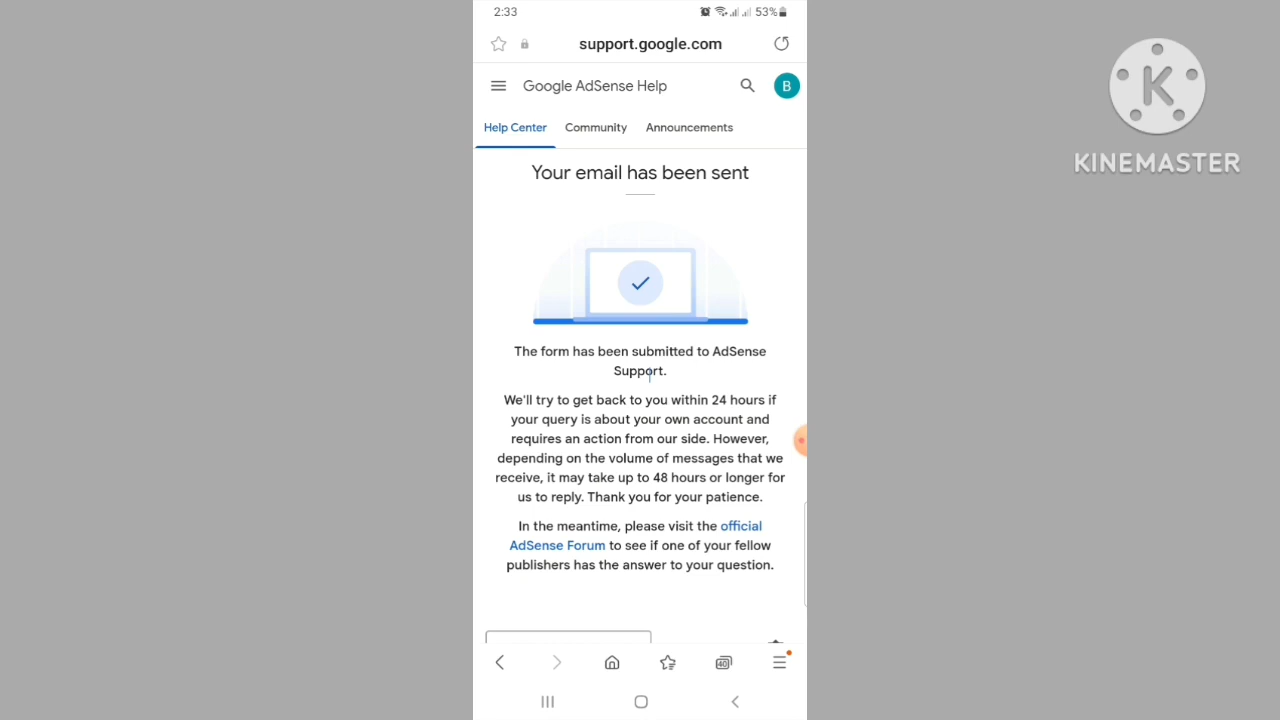 2:33
53%
support.google.com
Google AdSense Help
B
Help Center Community Announcements
Your email has been sent
The form has been submitted to AdSense
Support.
We'll try to get back to you within 24 hours if
your query is about your own account and
requires an action from our side. However,
depending on the volume of messages that we
receive, it may take up to 48 hours or longer for
us to reply. Thank you for your patience.
In the meantime, please visit the official
AdSense Forum to see if one of your fellow
publishers has the answer to your question.
40
K
KINEMASTER